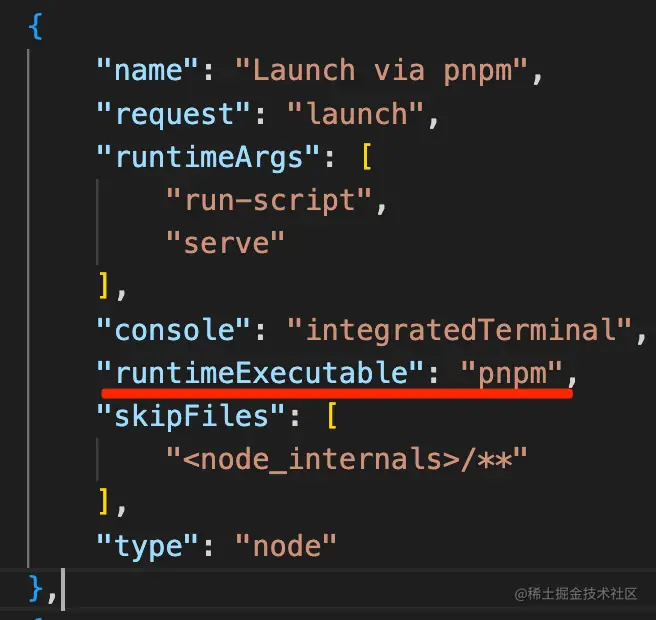 {
"name": "Launch via pnpm",
"request": "launch",
"runtimeArgs": [
"run-script",
"serve"
],
"console": "integratedTerminal",
"runtimeExecutable": "pnpm",
"skipFiles": [
"<node_internals>/**"
],
"type": "node"
},
@稀土掘金技术社区